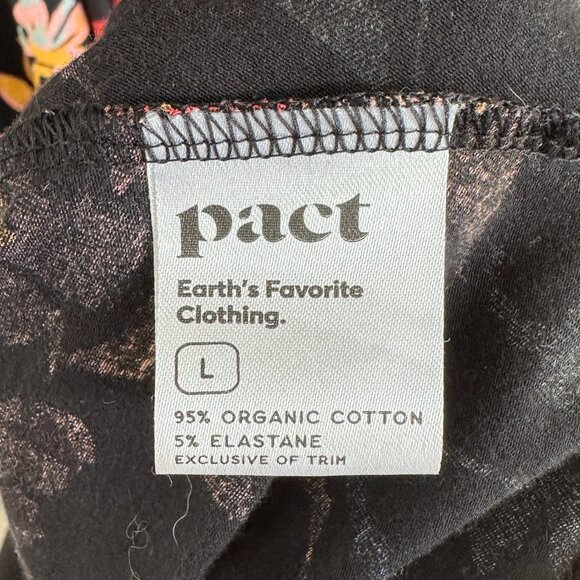 pact
Earth's Favorite
Clothing.
L
95% ORGANIC COTTON
5% ELASTANE
EXCLUSIVE OF TRIM